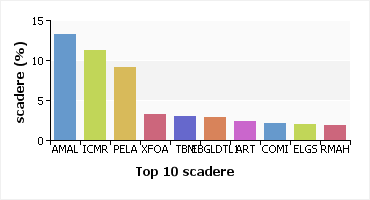 scadere (%)
15
10
5
0
AMAL ICMR PELA XFOA ART COMI ELGS RMAH
Top 10 scadere